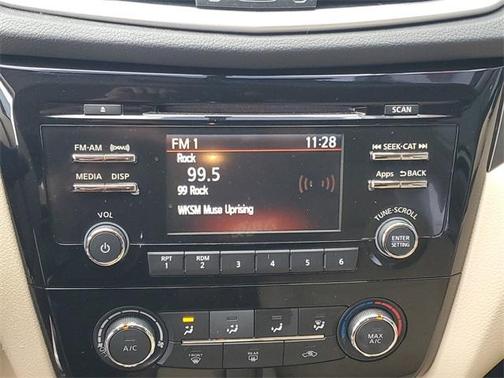 SCAN
FM-AM
SEEK-CAT
MEDIA DISP
Apps BACK
VOL
TUNE-SCROLL
ENTER
SETTING
FM 1 11:28
Rock
99.5
99 Rock
WKSM Muse Uprising
RPT
1
RDM
2
3
4
5
6
A/C
MAX
A/C
FRONT
REAR